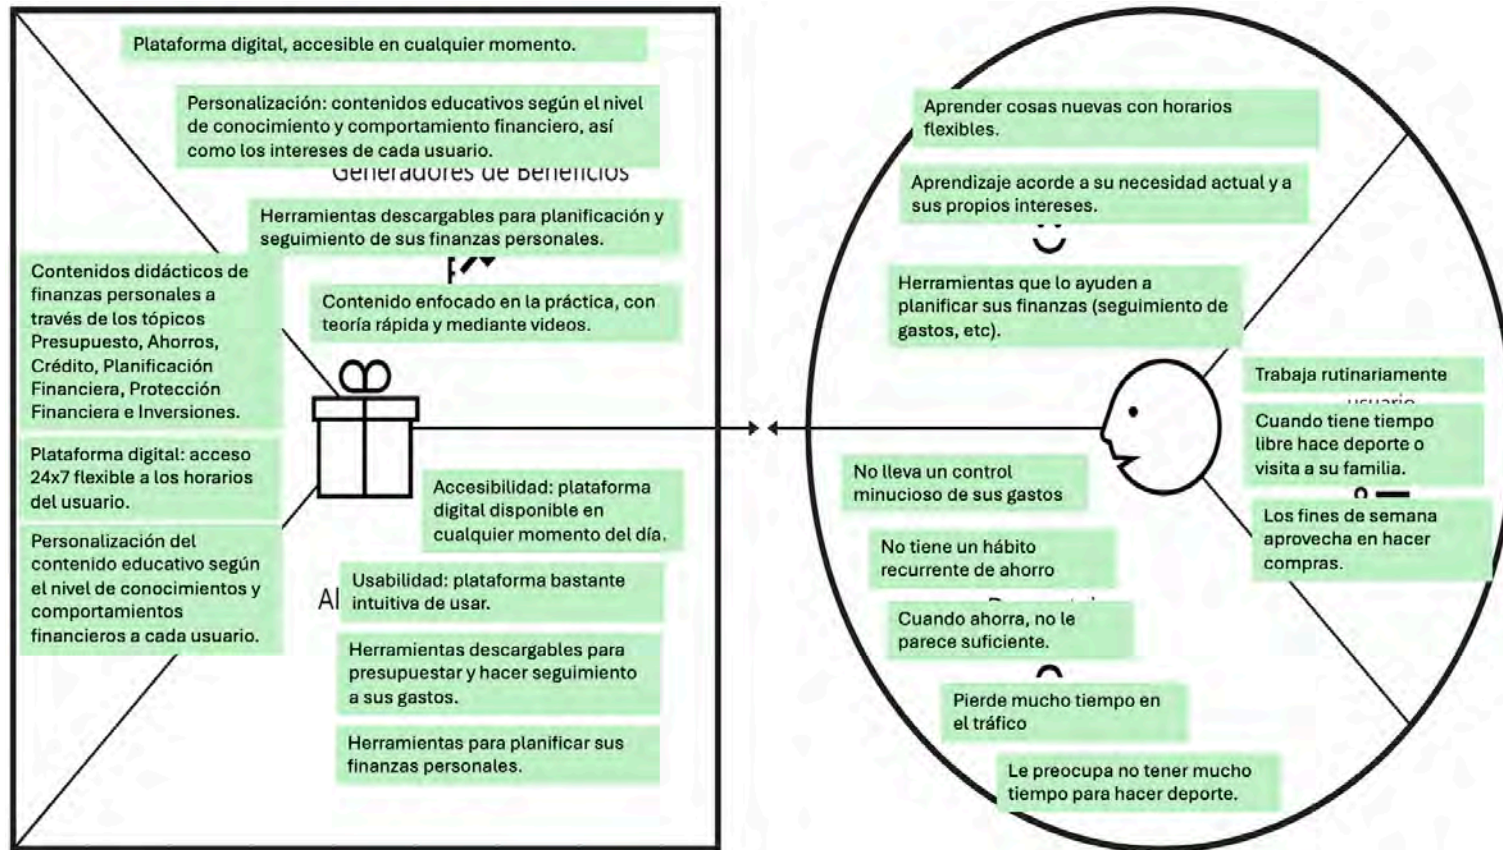 Plataforma digital, accesible en cualquier momento.
Personalización: contenidos educativos según el nivel
de conocimiento y comportamiento financiero, así
como los intereses de cada usuario.
Generadores de Beneficios
Herramientas descargables para planificación y
seguimiento de sus finanzas personales.
Contenido enfocado en la práctica, con
teoría rápida y mediante videos.
Contenidos didácticos de
finanzas personales a
través de los tópicos
Presupuesto, Ahorros,
Crédito, Planificación
Financiera, Protección
Financiera e Inversiones.
Plataforma digital: acceso
24x7 flexible a los horarios
del usuario.
Personalización del
contenido educativo según
el nivel de conocimientos y
comportamientos
financieros a cada usuario.
Accesibilidad: plataforma
digital disponible en
cualquier momento del día.
Al
Usabilidad: plataforma bastante
intuitiva de usar.
Herramientas descargables para
presupuestar y hacer seguimiento
a sus gastos.
Herramientas para planificar sus
finanzas personales.
Aprender cosas nuevas con horarios
flexibles.
Aprendizaje acorde a su necesidad actual y a
sus propios intereses.
Herramientas que lo ayuden a
planificar sus finanzas (seguimiento de
gastos, etc).
Trabaja rutinariamente
usuario
Cuando tiene tiempo
libre hace deporte o
visita a su familia.
Los fines de semana
aprovecha en hacer
compras.
No lleva un control
minucioso de sus gastos
No tiene un hábito
recurrente de ahorro
Cuando ahorra, no le
parece suficiente.
Pierde mucho tiempo en
el tráfico
Le preocupa no tener mucho
tiempo para hacer deporte.